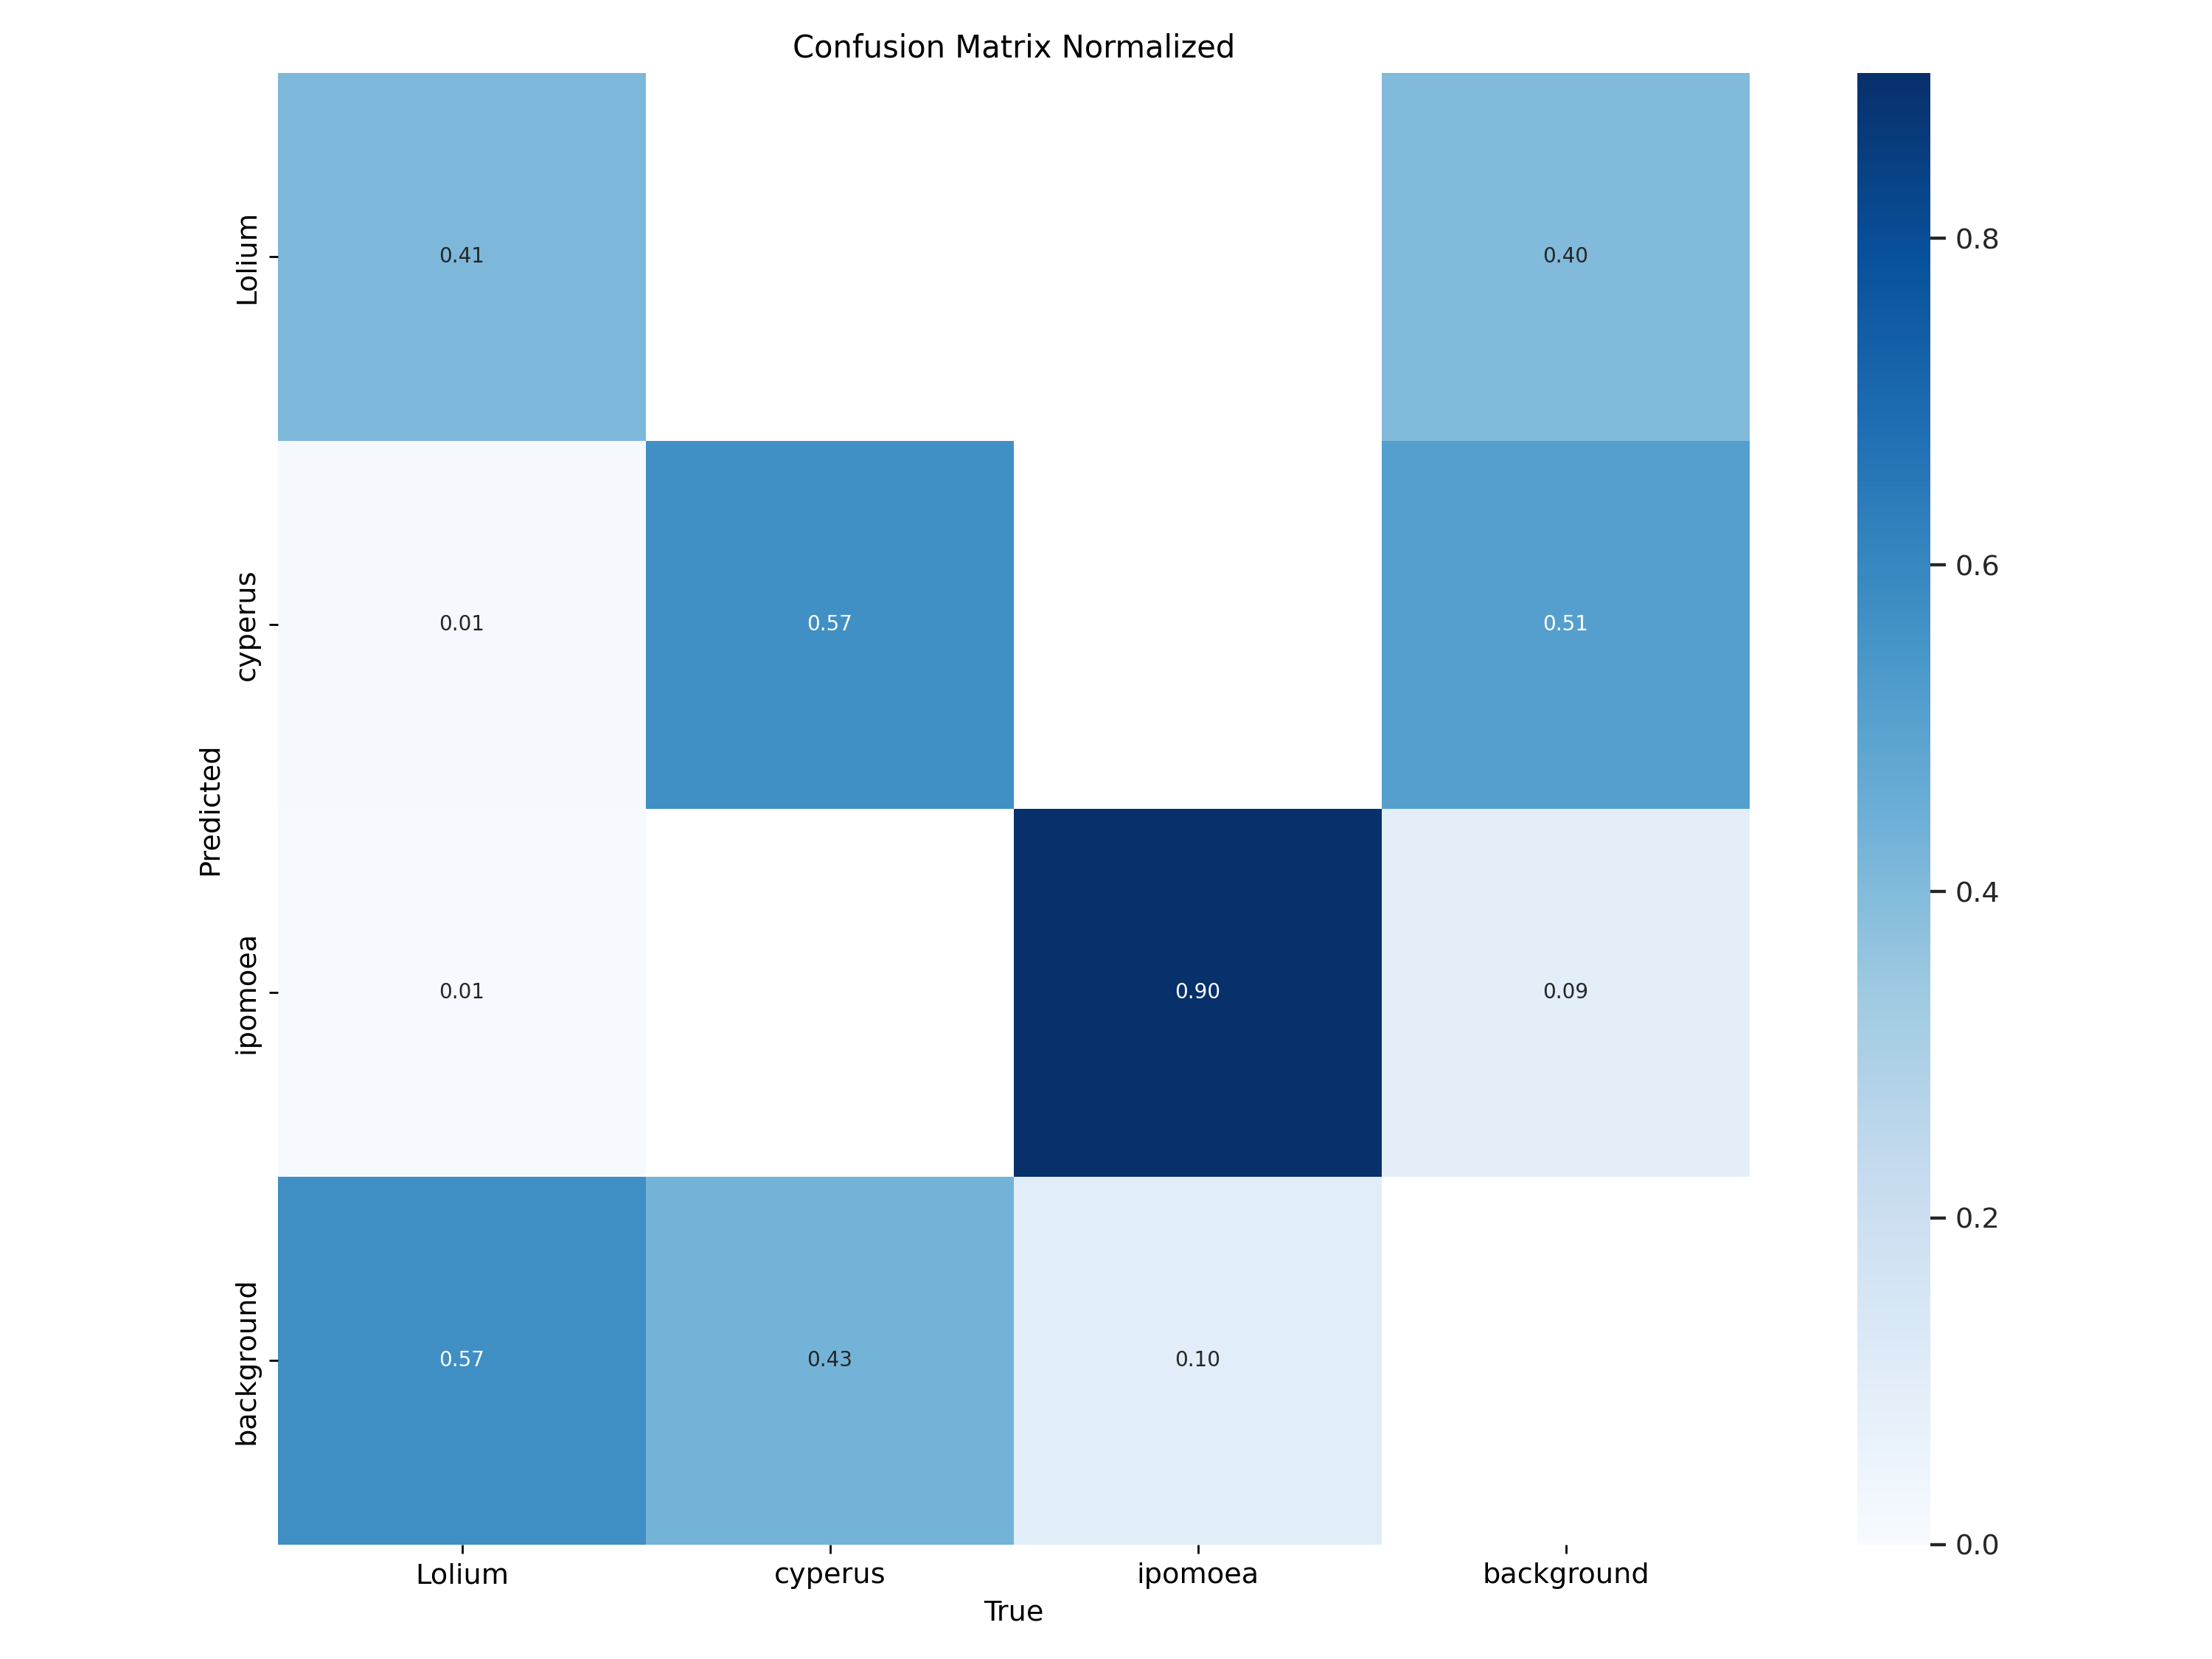 Confusion Matrix Normalized
Lolium
0.41
0.40
cyperus
0.01
0.57
0.51
ipomoea
0.01
0.90
0.09
background
0.57
0.43
0.10
Predicted
Lolium
cyperus
ipomoea
background
True
0.8
0.6
0.4
0.2
0.0